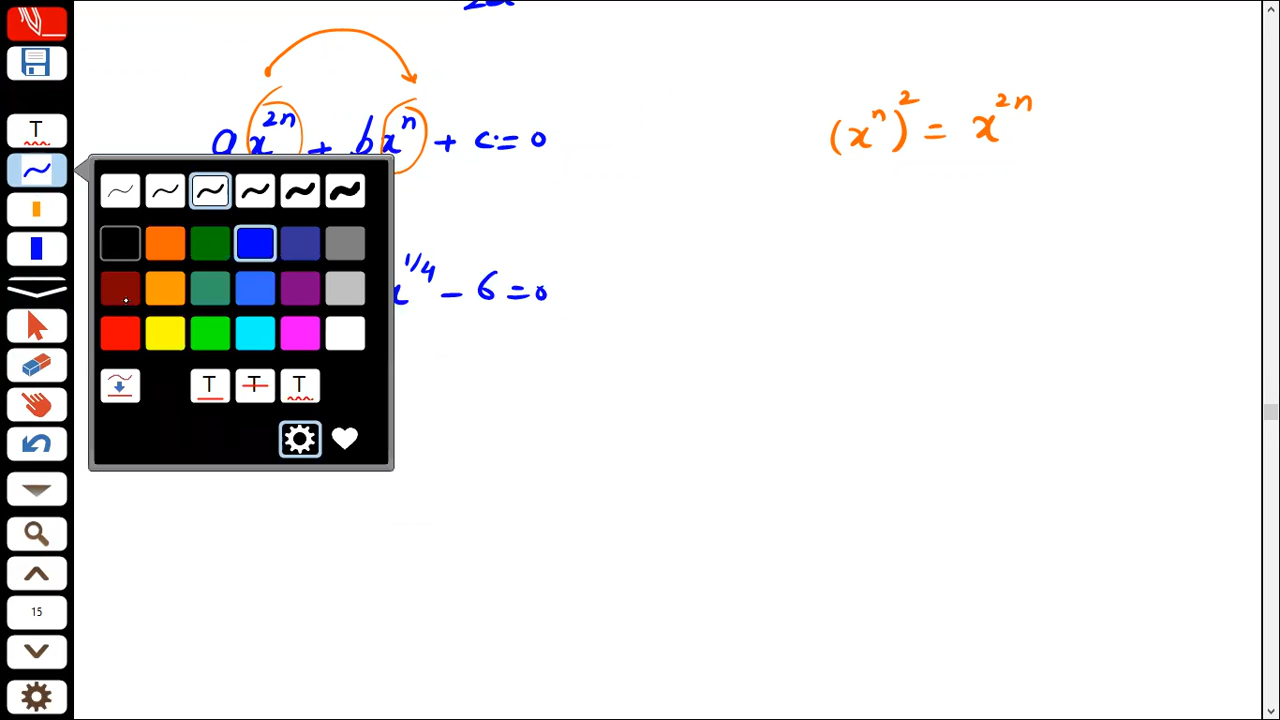 ax^{2n} + bx^{n} + c = 0
(x^{n})^{2} = x^{2n}
x^{1/4} - 6 = 0
T
T T T
15